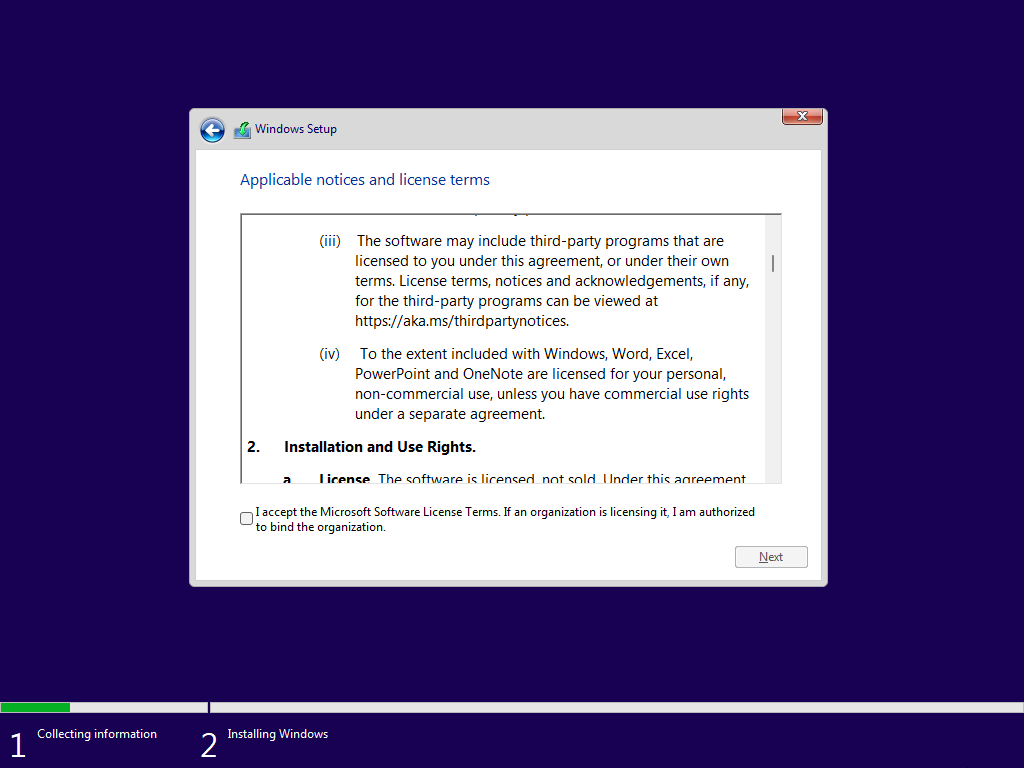 Windows Setup
Applicable notices and license terms
(iii) The software may include third-party programs that are
licensed to you under this agreement, or under their own
terms. License terms, notices and acknowledgements, if any,
for the third-party programs can be viewed at
https://aka.ms/thirdpartynotices.
(iv) To the extent included with Windows, Word, Excel,
PowerPoint and OneNote are licensed for your personal,
non-commercial use, unless you have commercial use rights
under a separate agreement.
2. Installation and Use Rights.
a License. The software is licensed, not sold. Under this agreement
I accept the Microsoft Software License Terms. If an organization is licensing it, I am authorized
to bind the organization.
Next
1 Collecting information
2 Installing Windows